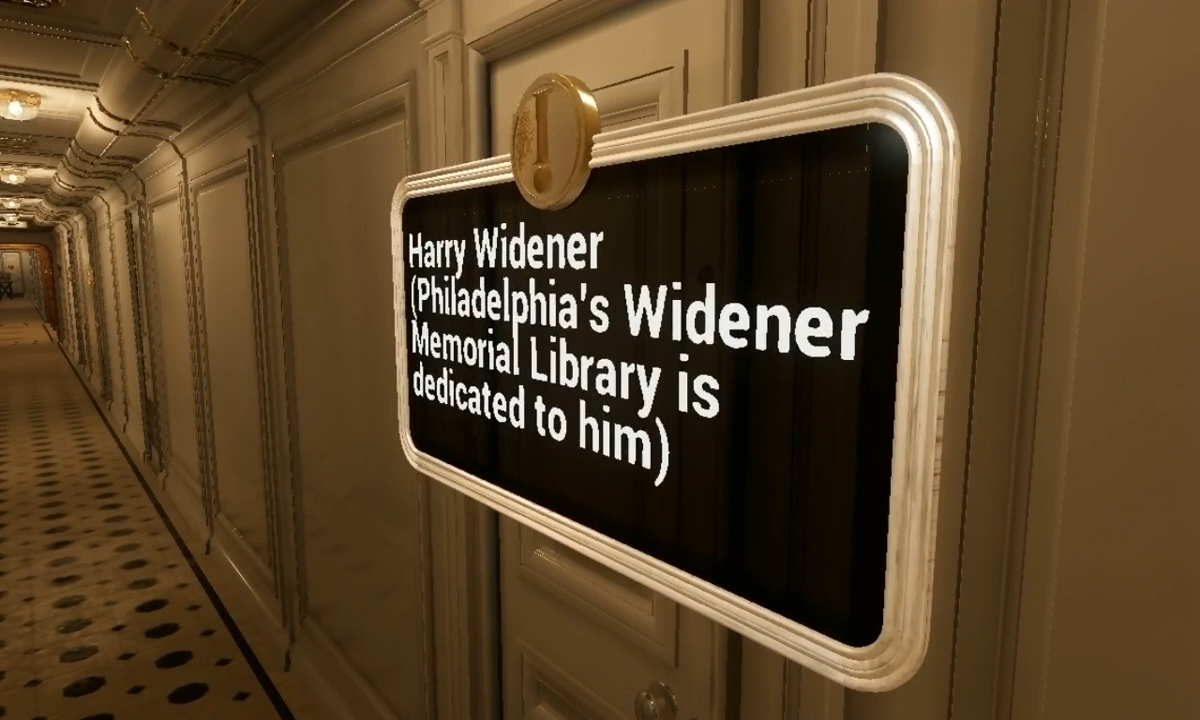 Harry Widener
(Philadelphia's Widener
Memorial Library is
dedicated to him)